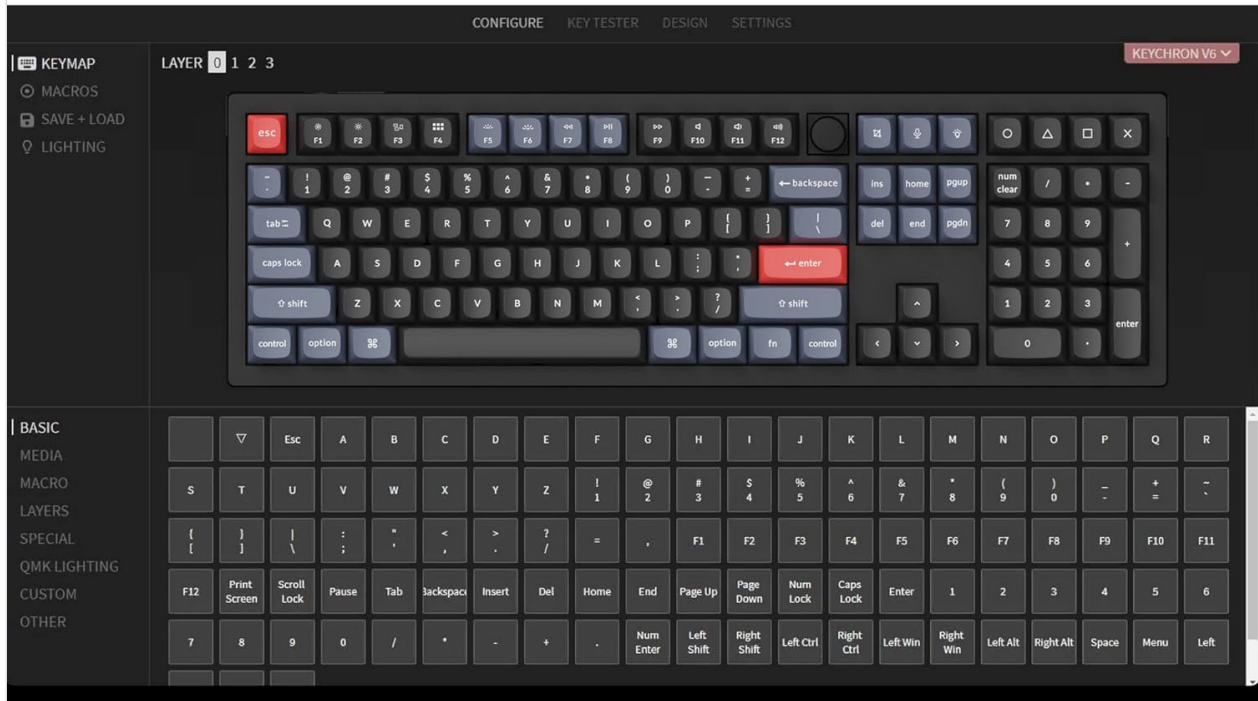 CONFIGURE KEY TESTER DESIGN SETTINGS
KEYMAP
MACROS
SAVE + LOAD
LIGHTING
LAYER 0 1 2 3
KEYCHRON V6
esc F1 F2 F3 F4 F5 F6 F7 F8 F9 F10 F11 F12
~ ! @ # $ % ^ & * ( ) _ + backspace ins home pgup num clear / * -
1 2 3 4 5 6 7 8 9 0 - =
tab Q W E R T Y U I O P { } | del end pgdn 7 8 9 +
[ ] \
caps lock A S D F G H J K L : " enter 4 5 6
; '
shift Z X C V B N M < > ? shift 1 2 3 enter
, . /
control option ⌘ ⌘ option fn control 0 .
BASIC
MEDIA
MACRO
LAYERS
SPECIAL
QMK LIGHTING
CUSTOM
OTHER
▽ Esc A B C D E F G H I J K L M N O P Q R
S T U V W X Y Z ! @ # $ % ^ & * ( ) _ + ~
1 2 3 4 5 6 7 8 9 0 - = `
{ } | : " < > ? = , F1 F2 F3 F4 F5 F6 F7 F8 F9 F10 F11
[ ] \ ; ' , . /
F12 Print Screen Scroll Lock Pause Tab Backspac Insert Del Home End Page Up Page Down Num Lock Caps Lock Enter 1 2 3 4 5 6
7 8 9 0 / * - + . Num Enter Left Shift Right Shift Left Ctrl Right Ctrl Left Win Right Win Left Alt Right Alt Space Menu Left